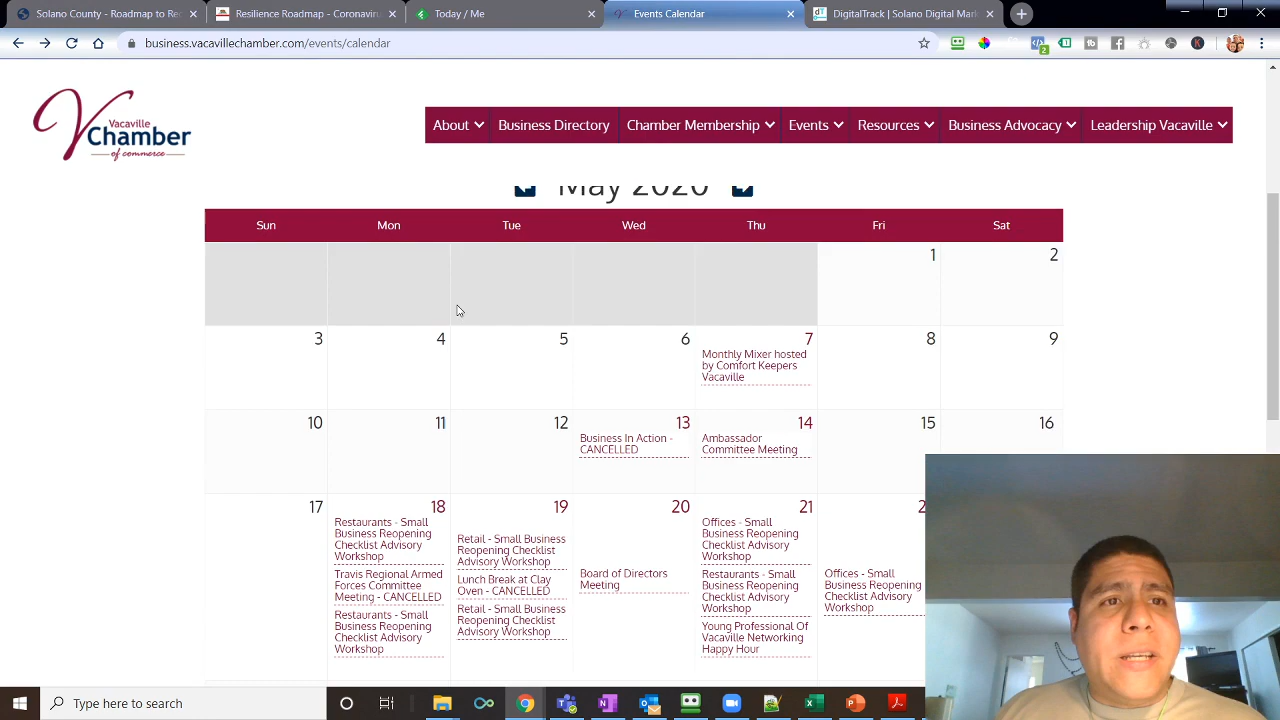 Solano County - Roadmap to Re
Resilience Roadmap - Coronaviru
Today / Me
Events Calendar
DigitalTrack | Solano Digital Mark
business.vacavillechamber.com/events/calendar
Vacaville
Chamber
of commerce
About
Business Directory
Chamber Membership
Events
Resources
Business Advocacy
Leadership Vacaville
May 2020
Sun Mon Tue Wed Thu Fri Sat
1 2
3 4 5 6 7 8 9
Monthly Mixer hosted
by Comfort Keepers
Vacaville
10 11 12 13 14 15 16
Business In Action -
CANCELLED
Ambassador
Committee Meeting
17 18 19 20 21
Restaurants - Small
Business Reopening
Checklist Advisory
Workshop
Travis Regional Armed
Forces Committee
Meeting - CANCELLED
Restaurants - Small
Business Reopening
Checklist Advisory
Workshop
Retail - Small Business
Reopening Checklist
Advisory Workshop
Lunch Break at Clay
Oven - CANCELLED
Retail - Small Business
Reopening Checklist
Advisory Workshop
Board of Directors
Meeting
Offices - Small
Business Reopening
Checklist Advisory
Workshop
Restaurants - Small
Business Reopening
Checklist Advisory
Workshop
Young Professional Of
Vacaville Networking
Happy Hour
Offices - Small
Business Reopening
Checklist Advisory
Workshop
Type here to search